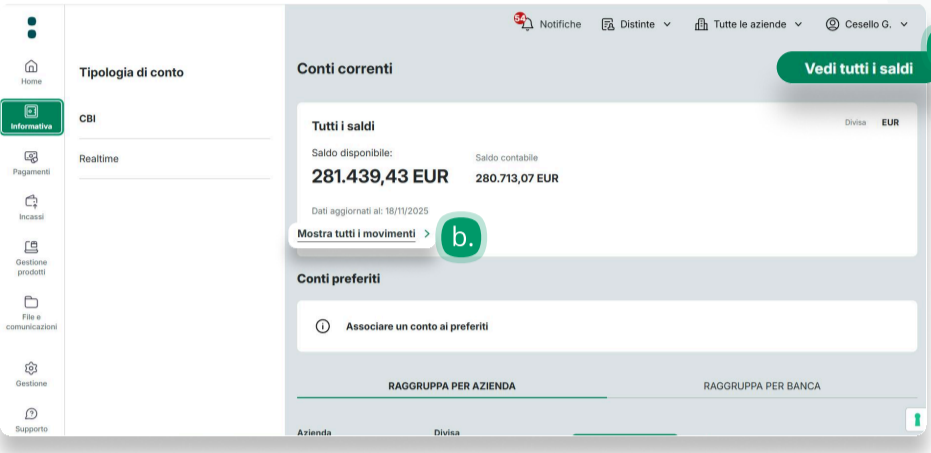 54 Notifiche
Distinte
Tutte le aziende
Cesello G.
Home
Informativa
Pagamenti
Incassi
Gestione
prodotti
File e
comunicazioni
Gestione
Supporto
Tipologia di conto
CBI
Realtime
Conti correnti
Vedi tutti i saldi
Tutti i saldi
Divisa EUR
Saldo disponibile:
281.439,43 EUR
Saldo contabile
280.713,07 EUR
Dati aggiornati al: 18/11/2025
Mostra tutti i movimenti
b.
Conti preferiti
Associare un conto ai preferiti
RAGGRUPPA PER AZIENDA
RAGGRUPPA PER BANCA
Azienda
Divisa